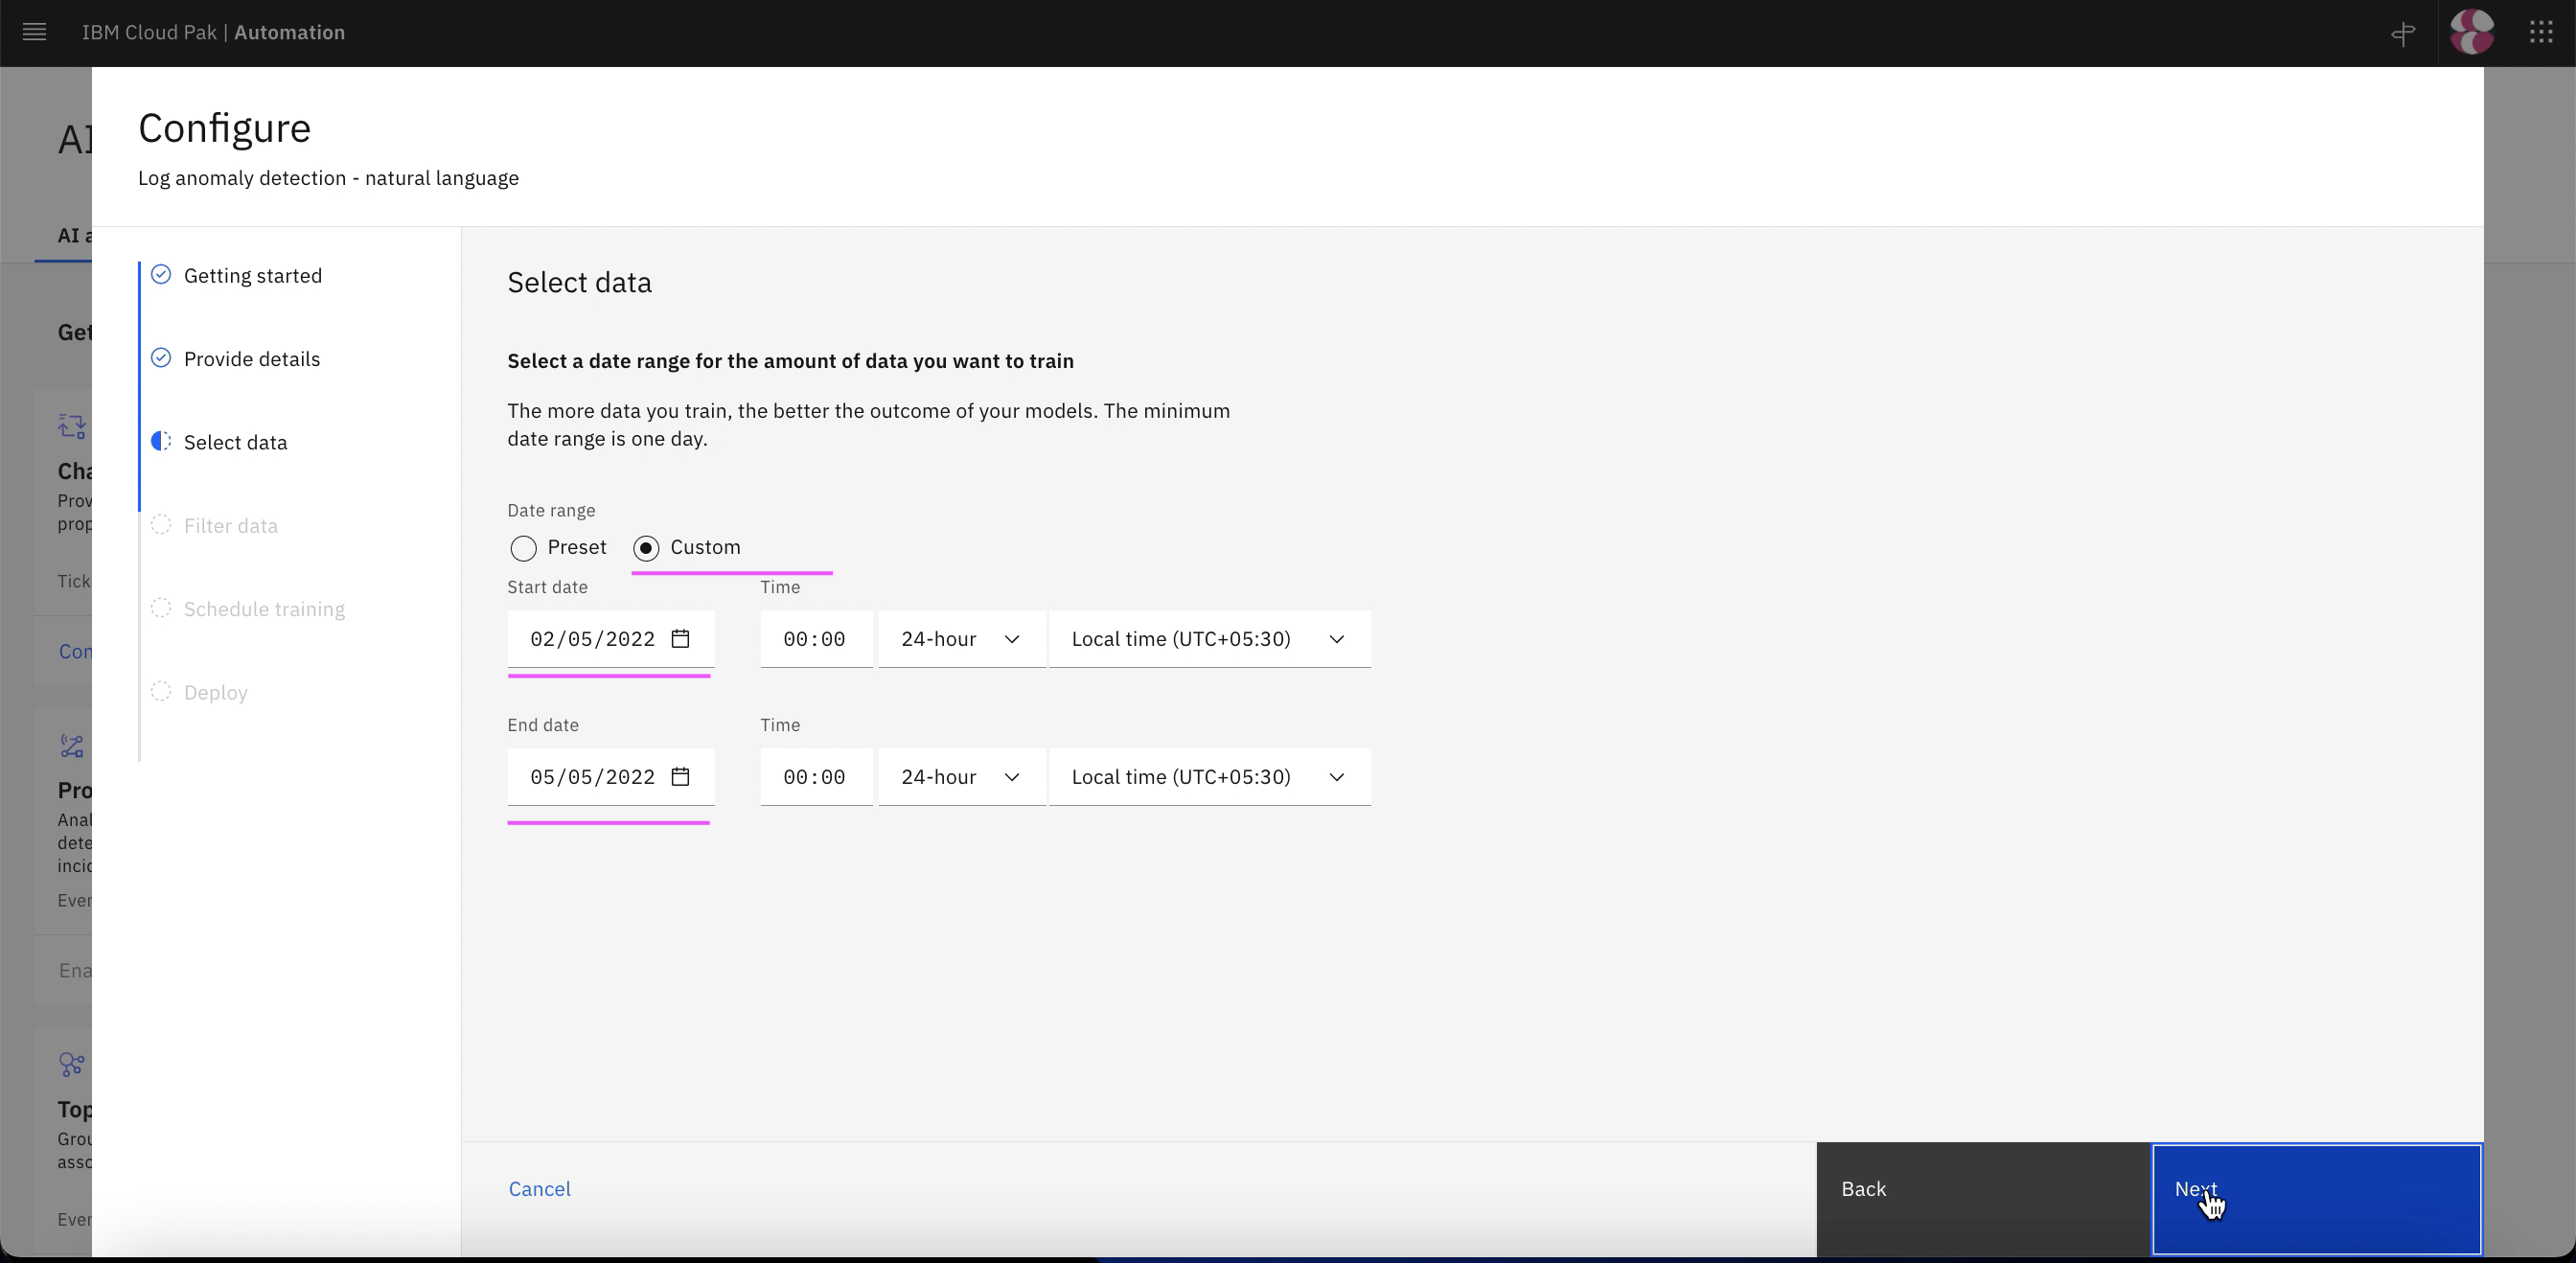 IBM Cloud Pak | Automation
AI
AI a
Get
Cha
Prov
prop
Tick
Con
Pro
Anal
dete
incid
Even
Ena
Top
Grou
asso
Even
Configure
Log anomaly detection - natural language
Getting started
Provide details
Select data
Filter data
Schedule training
Deploy
Select data
Select a date range for the amount of data you want to train
The more data you train, the better the outcome of your models. The minimum
date range is one day.
Date range
Preset Custom
Start date Time
02/05/2022 00:00 24-hour Local time (UTC+05:30)
End date Time
05/05/2022 00:00 24-hour Local time (UTC+05:30)
Cancel Back Next